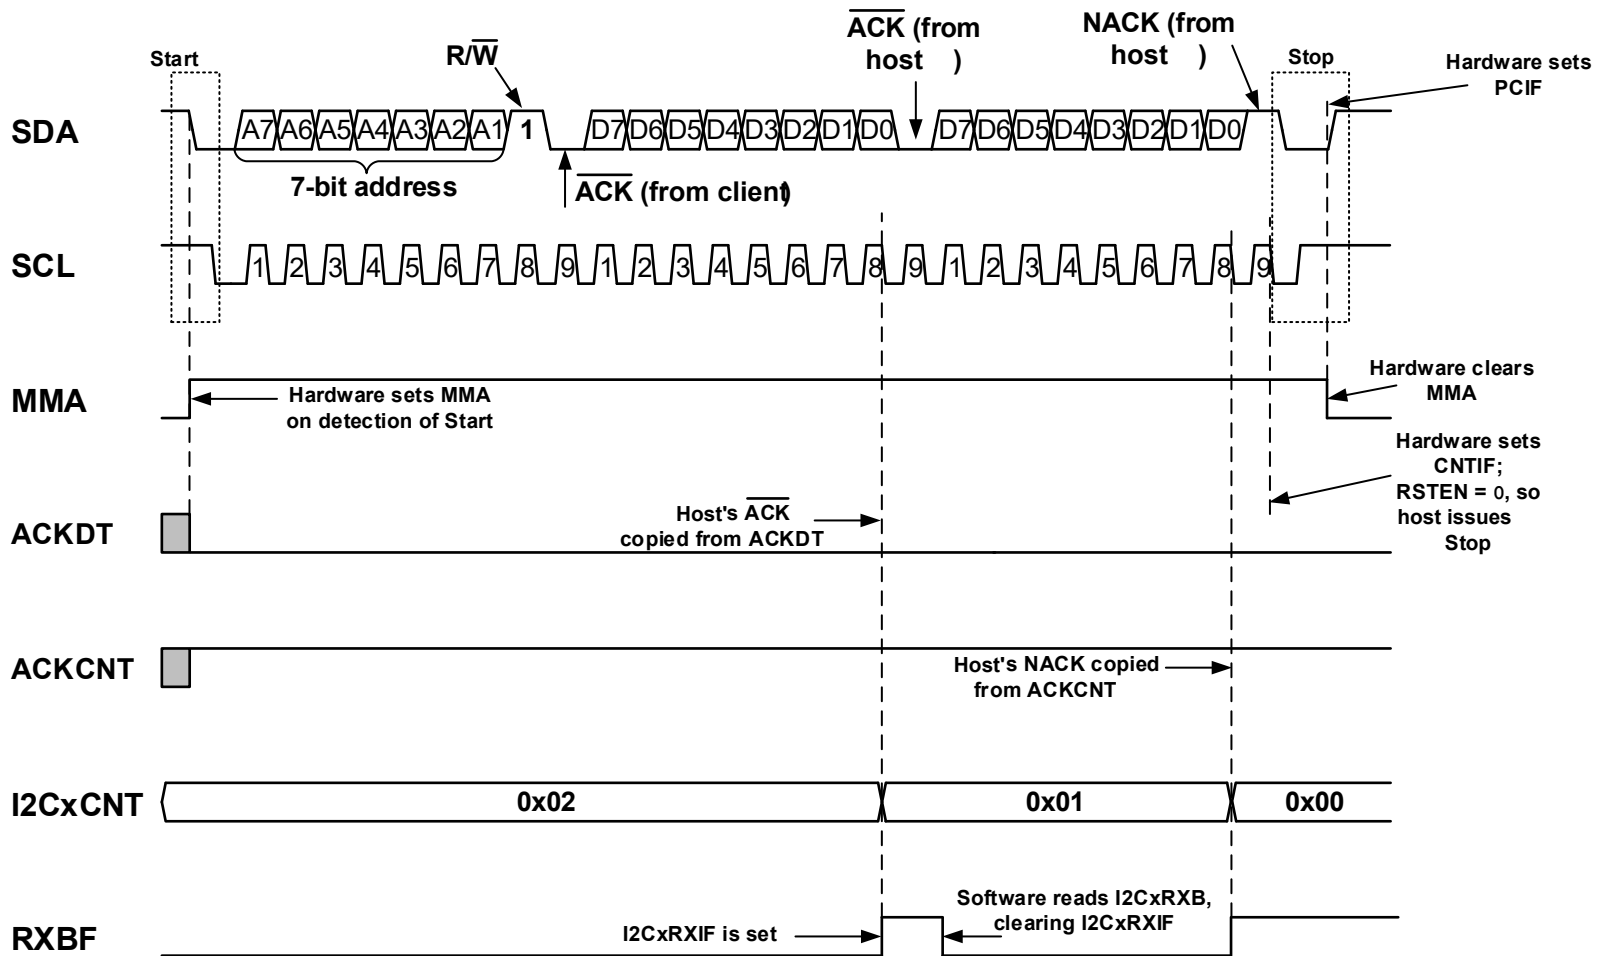 ACK (from
host )
NACK (from
host )
Start
R/W
Stop
Hardware sets
PCIF
SDA
A7 A6 A5 A4 A3 A2 A1 1 D7 D6 D5 D4 D3 D2 D1 D0 D7 D6 D5 D4 D3 D2 D1 D0
7-bit address
ACK (from client)
SCL
1 2 3 4 5 6 7 8 9 1 2 3 4 5 6 7 8 9 1 2 3 4 5 6 7 8 9
MMA
Hardware sets MMA
on detection of Start
Hardware clears
MMA
Hardware sets
CNTIF;
RSTEN = 0, so
host issues
Stop
ACKDT
Host's ACK
copied from ACKDT
ACKCNT
Host's NACK copied
from ACKCNT
I2CxCNT
0x02 0x01 0x00
RXBF
I2CxRXIF is set
Software reads I2CxRXB,
clearing I2CxRXIF